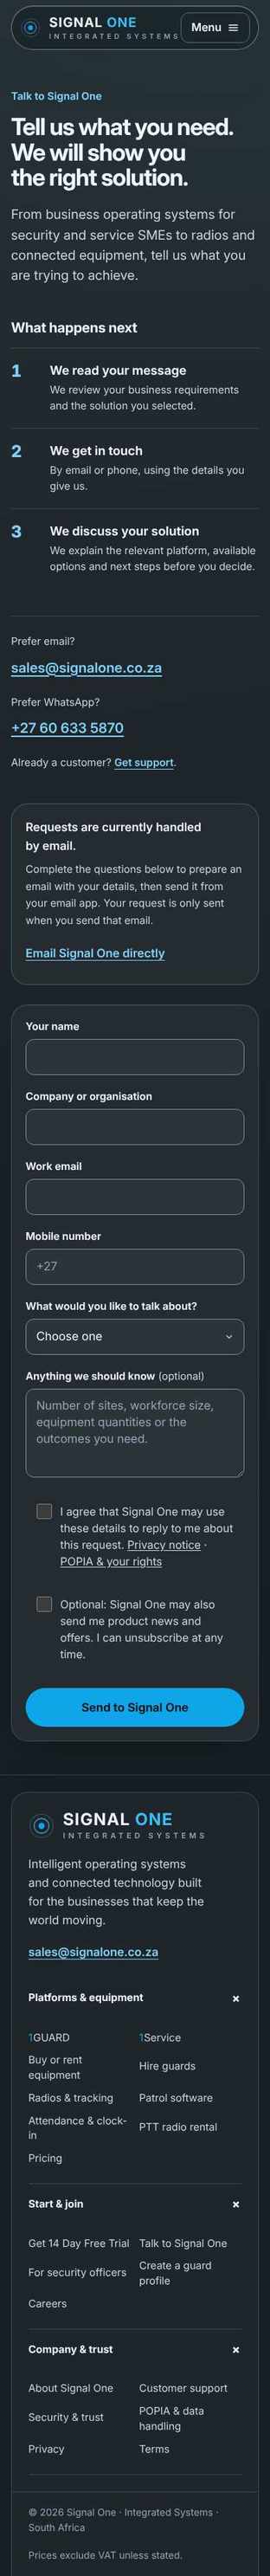 SIGNAL ONE
INTEGRATED SYSTEMS
Menu
Talk to Signal One
Tell us what you need.
We will show you
the right solution.
From business operating systems for
security and service SMEs to radios and
connected equipment, tell us what you
are trying to achieve.
What happens next
1
We read your message
We review your business requirements
and the solution you selected.
2
We get in touch
By email or phone, using the details you
give us.
3
We discuss your solution
We explain the relevant platform, available
options and next steps before you decide.
Prefer email?
sales@signalone.co.za
Prefer WhatsApp?
+27 60 633 5870
Already a customer? Get support.
Requests are currently handled
by email.
Complete the questions below to prepare an
email with your details, then send it from
your email app. Your request is only sent
when you send that email.
Email Signal One directly
Your name
Company or organisation
Work email
Mobile number
+27
What would you like to talk about?
Choose one
Anything we should know (optional)
Number of sites, workforce size,
equipment quantities or the
outcomes you need.
I agree that Signal One may use
these details to reply to me about
this request. Privacy notice ·
POPIA & your rights
Optional: Signal One may also
send me product news and
offers. I can unsubscribe at any
time.
Send to Signal One
SIGNAL ONE
INTEGRATED SYSTEMS
Intelligent operating systems
and connected technology built
for the businesses that keep the
world moving.
sales@signalone.co.za
Platforms & equipment
1GUARD
1Service
Buy or rent
equipment
Hire guards
Radios & tracking
Patrol software
Attendance & clock-
in
PTT radio rental
Pricing
Start & join
Get 14 Day Free Trial
Talk to Signal One
For security officers
Create a guard
profile
Careers
Company & trust
About Signal One
Customer support
Security & trust
POPIA & data
handling
Privacy
Terms
© 2026 Signal One · Integrated Systems ·
South Africa
Prices exclude VAT unless stated.